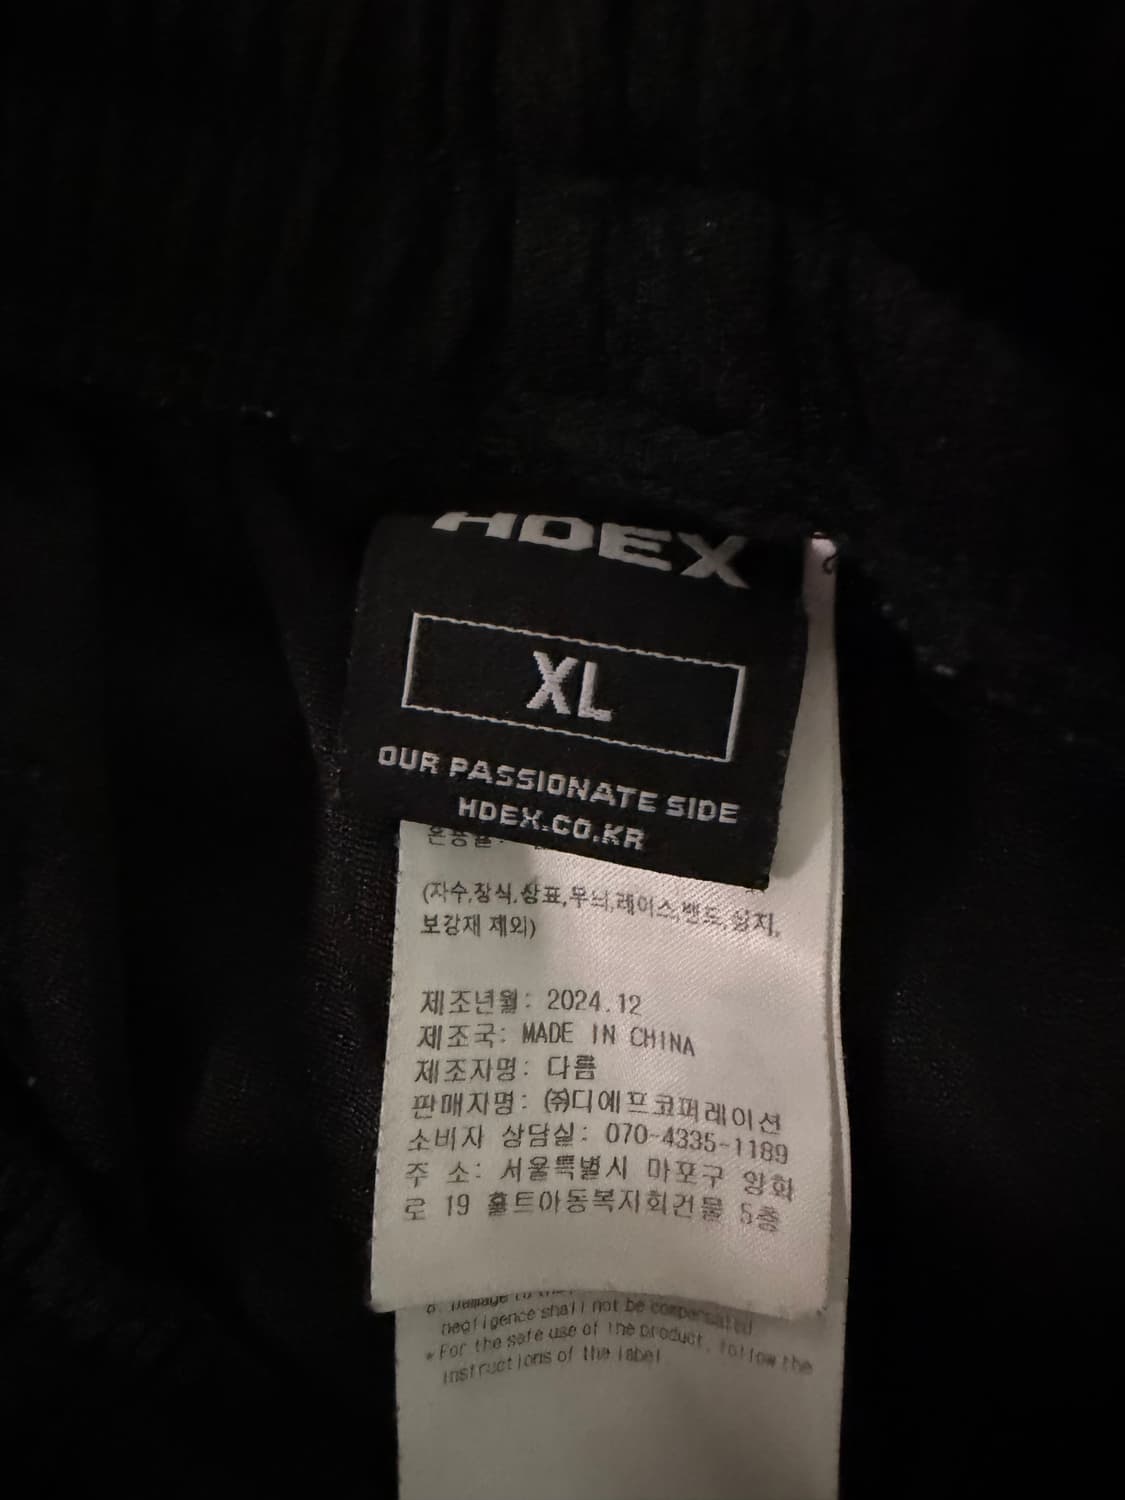 HDEX
XL
OUR PASSIONATE SIDE
HDEX.CO.KR
(자수,장식,상표,무늬,레이스,밴드,심지,
보강재 제외)
제조년월: 2024.12
제조국: MADE IN CHINA
제조자명: 다름
판매자명: ㈜디에프코퍼레이션
소비자 상담실: 070-4335-1189
주 소: 서울특별시 마포구 양화
로 19 홀트아동복지회건물 5층
Damage to the
negligence shall not be compensated
*For the safe use of the product, follow the
instructions of the label